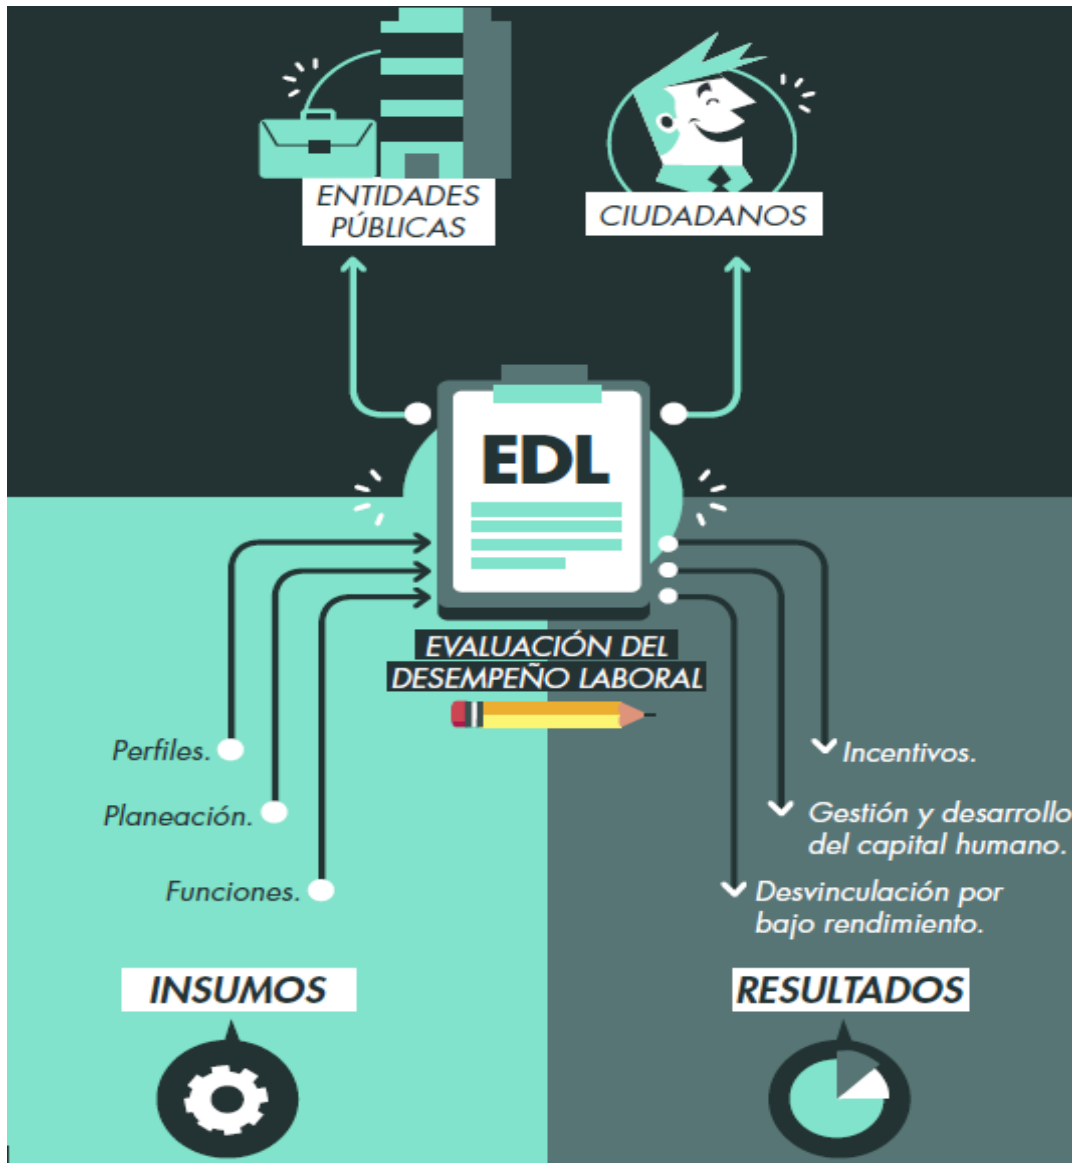 ENTIDADES
PÚBLICAS
CIUDADANOS
EDL
EVALUACIÓN DEL
DESEMPEÑO LABORAL
Perfiles.
Planeación.
Funciones.
INSUMOS
Incentivos.
Gestión y desarrollo
del capital humano.
Desvinculación por
bajo rendimiento.
RESULTADOS